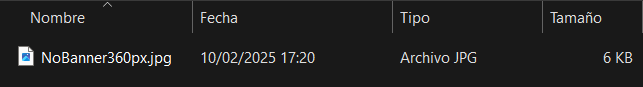 Nombre Fecha Tipo Tamaño
NoBanner360px.jpg 10/02/2025 17:20 Archivo JPG 6 KB